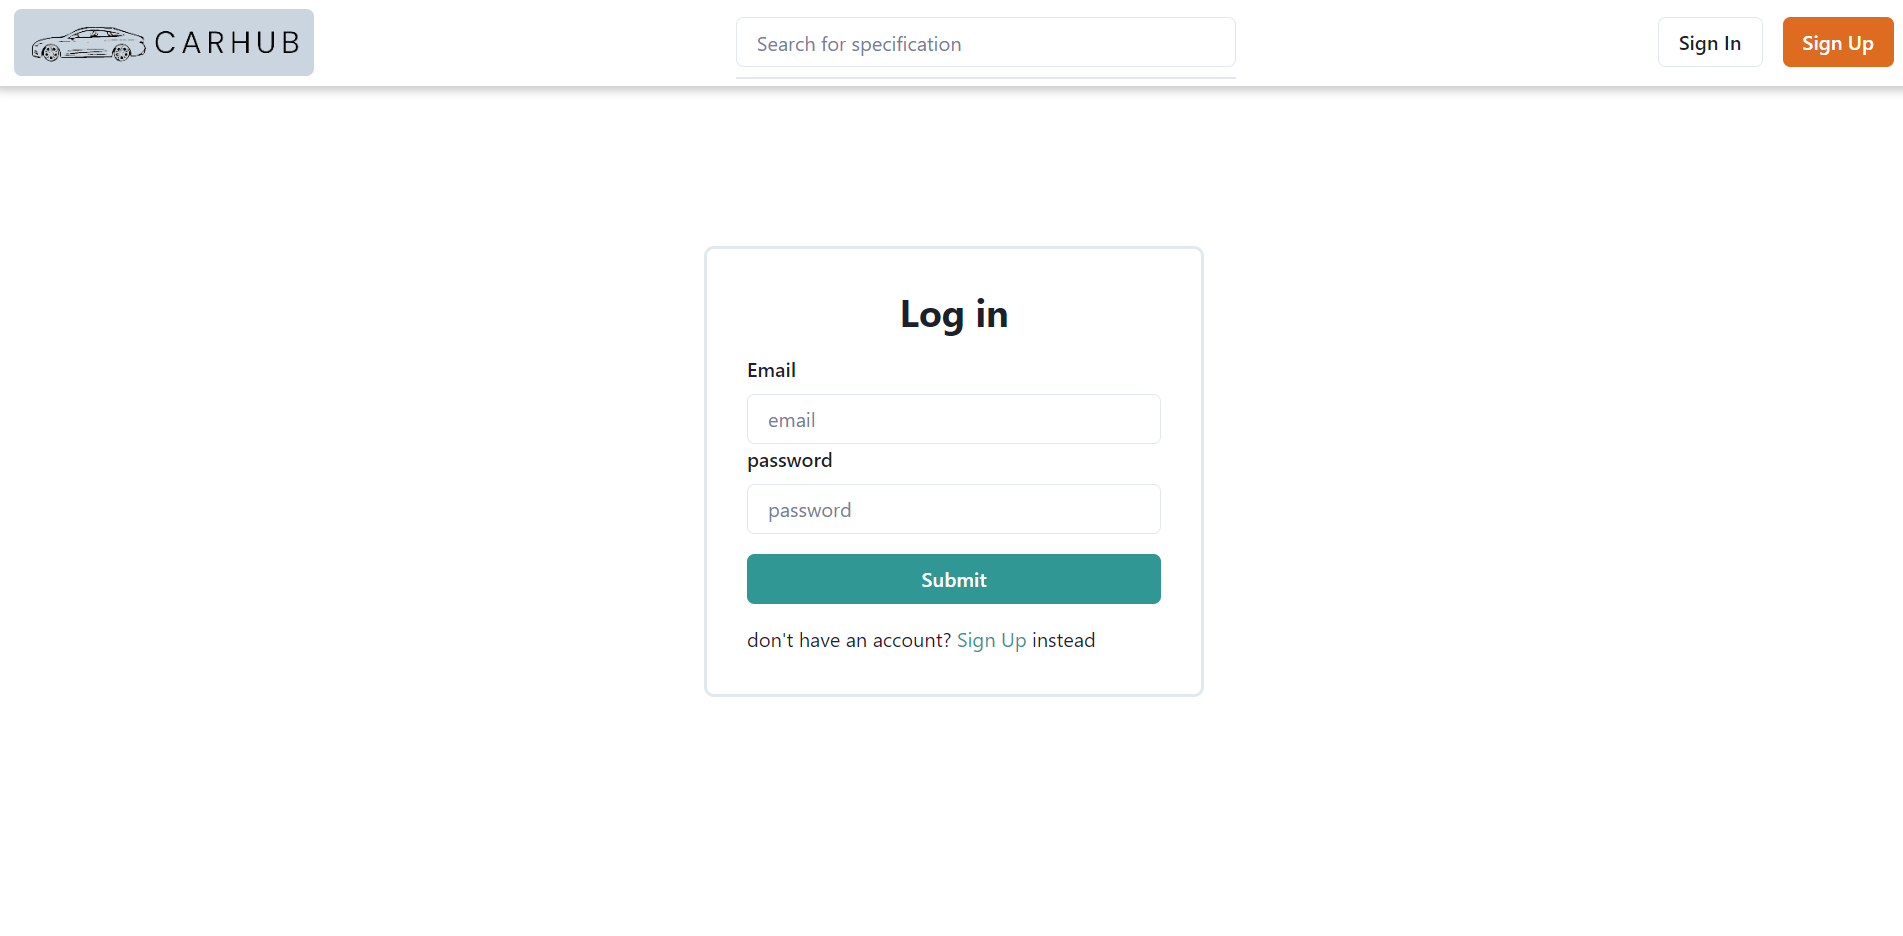 CARHUB
Search for specification
Sign In
Sign Up
Log in
Email
email
password
password
Submit
don't have an account? Sign Up instead